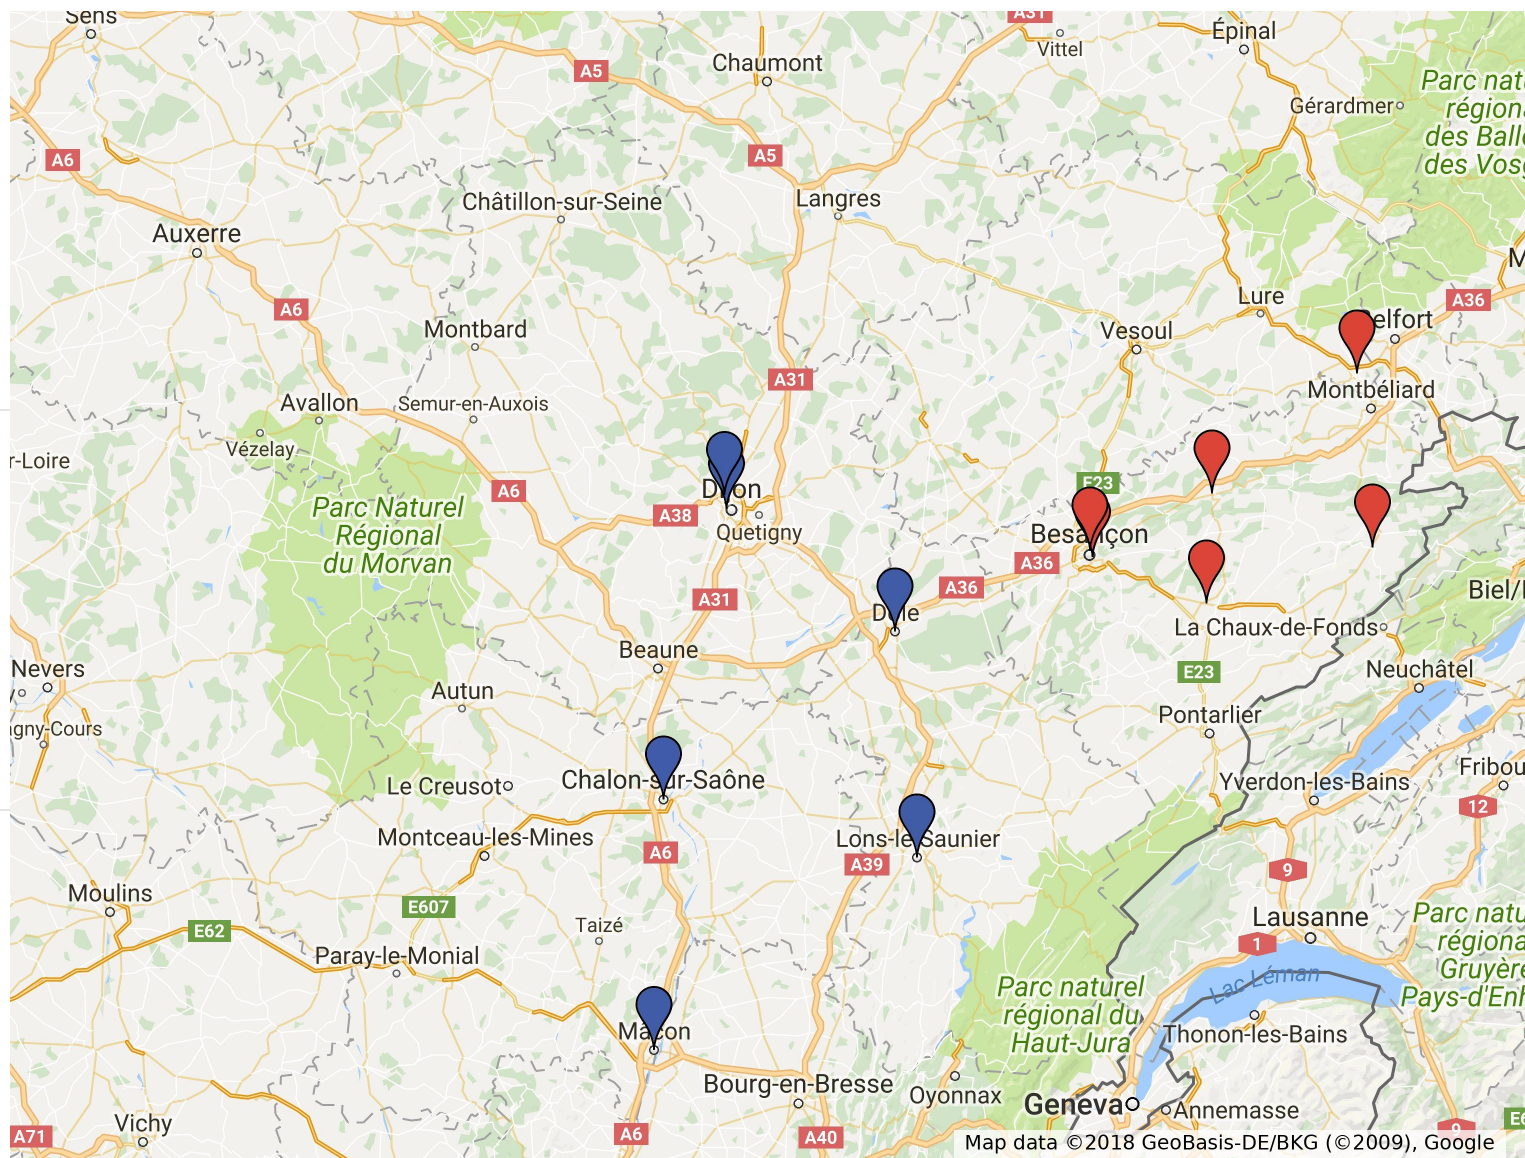 Sens
A31
Épinal
Vittel
Chaumont
A5
Parc nat
Gérardmer
régiona
des Ball
des Vosg
A5
A6
Châtillon-sur-Seine
Langres
Auxerre
M
Lure
A36
A6
Montbard
Vesoul
Belfort
A31
Montbéliard
Avallon
Semur-en-Auxois
Vézelay
r-Loire
E23
A6
Dijon
Parc Naturel
Régional
du Morvan
A38
Quetigny
Besançon
A36
A36
A31
Biel/
Dole
La Chaux-de-Fonds
Beaune
Nevers
E23
Neuchâtel
Autun
Pontarlier
gny-Cours
Chalon-sur-Saône
Le Creusot
Yverdon-les-Bains
Fribou
12
Montceau-les-Mines
Lons-le-Saunier
A6
A39
9
Moulins
E607
Lausanne
Parc natu
E62
Taizé
1
régiona
Paray-le-Monial
Gruyère
Lac Léman
Pays-d'Enh
Parc naturel
régional du
Haut-Jura
Mâcon
Thonon-les-Bains
Bourg-en-Bresse
Oyonnax
Geneva
Annemasse
Vichy
A71
A6
A40
9
E6
Map data ©2018 GeoBasis-DE/BKG (©2009), Google